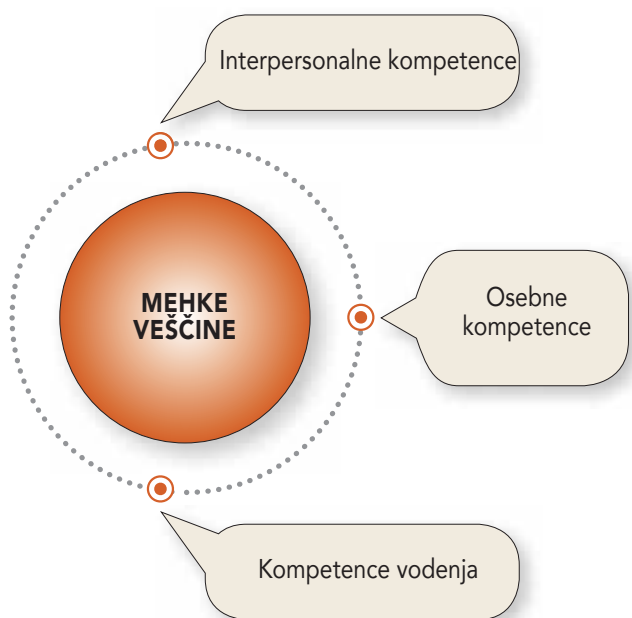 Interpersonalne kompetence
MEHKE
VEŠČINE
Osebne
kompetence
Kompetence vodenja